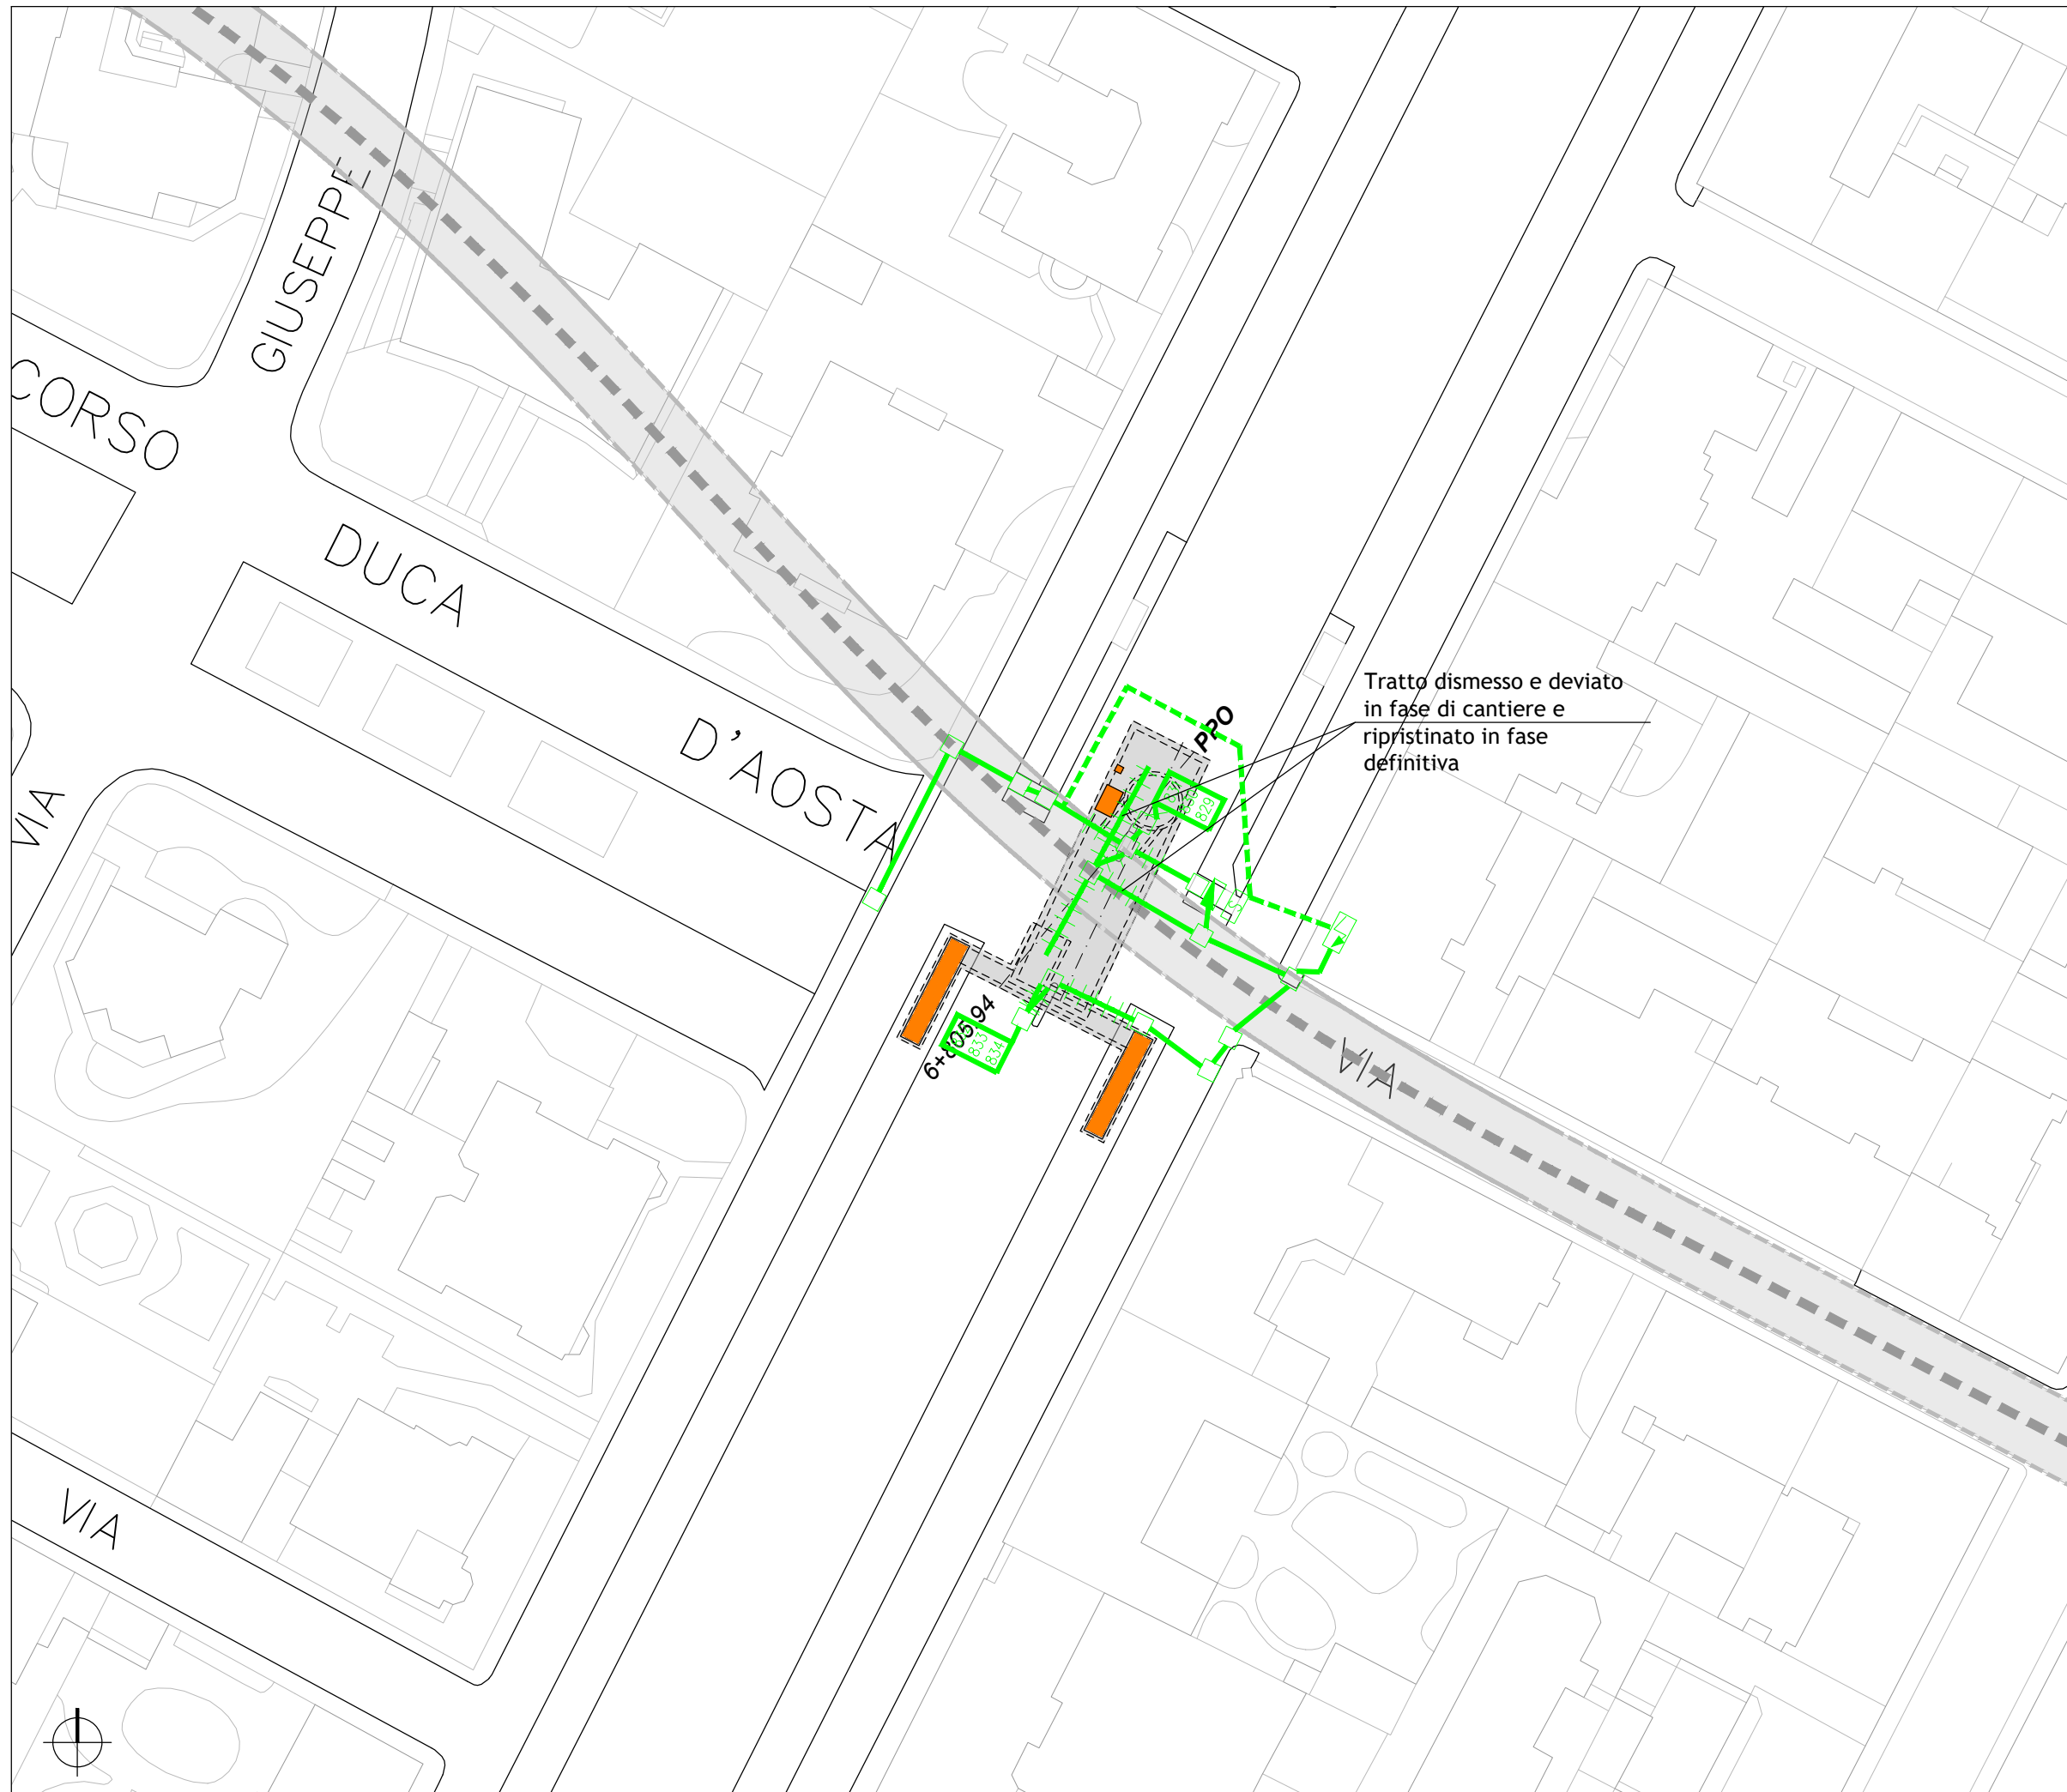 GIUSEPPE
CORSO
DUCA
D'AOSTA
VIA
PPO
Tratto dismesso e deviato
in fase di cantiere e
ripristinato in fase
definitiva
829
6+805.94
833
834
VIA
VIA